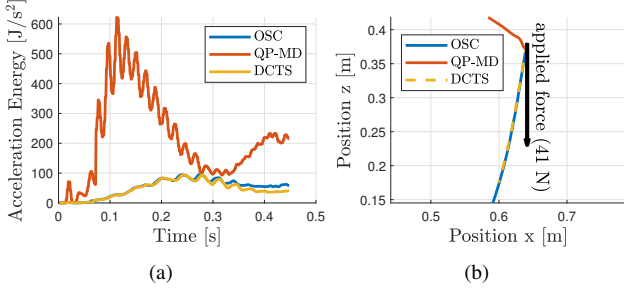 Acceleration Energy [J/s²]
600
500
400
300
200
100
0
0
0.1
0.2
0.3
0.4
0.5
Time [s]
OSC
QP-MD
DCTS
(a)
Position z [m]
0.4
0.35
0.3
0.25
0.2
0.15
0.5
0.6
0.7
Position x [m]
OSC
QP-MD
DCTS
applied force (41 N)
(b)